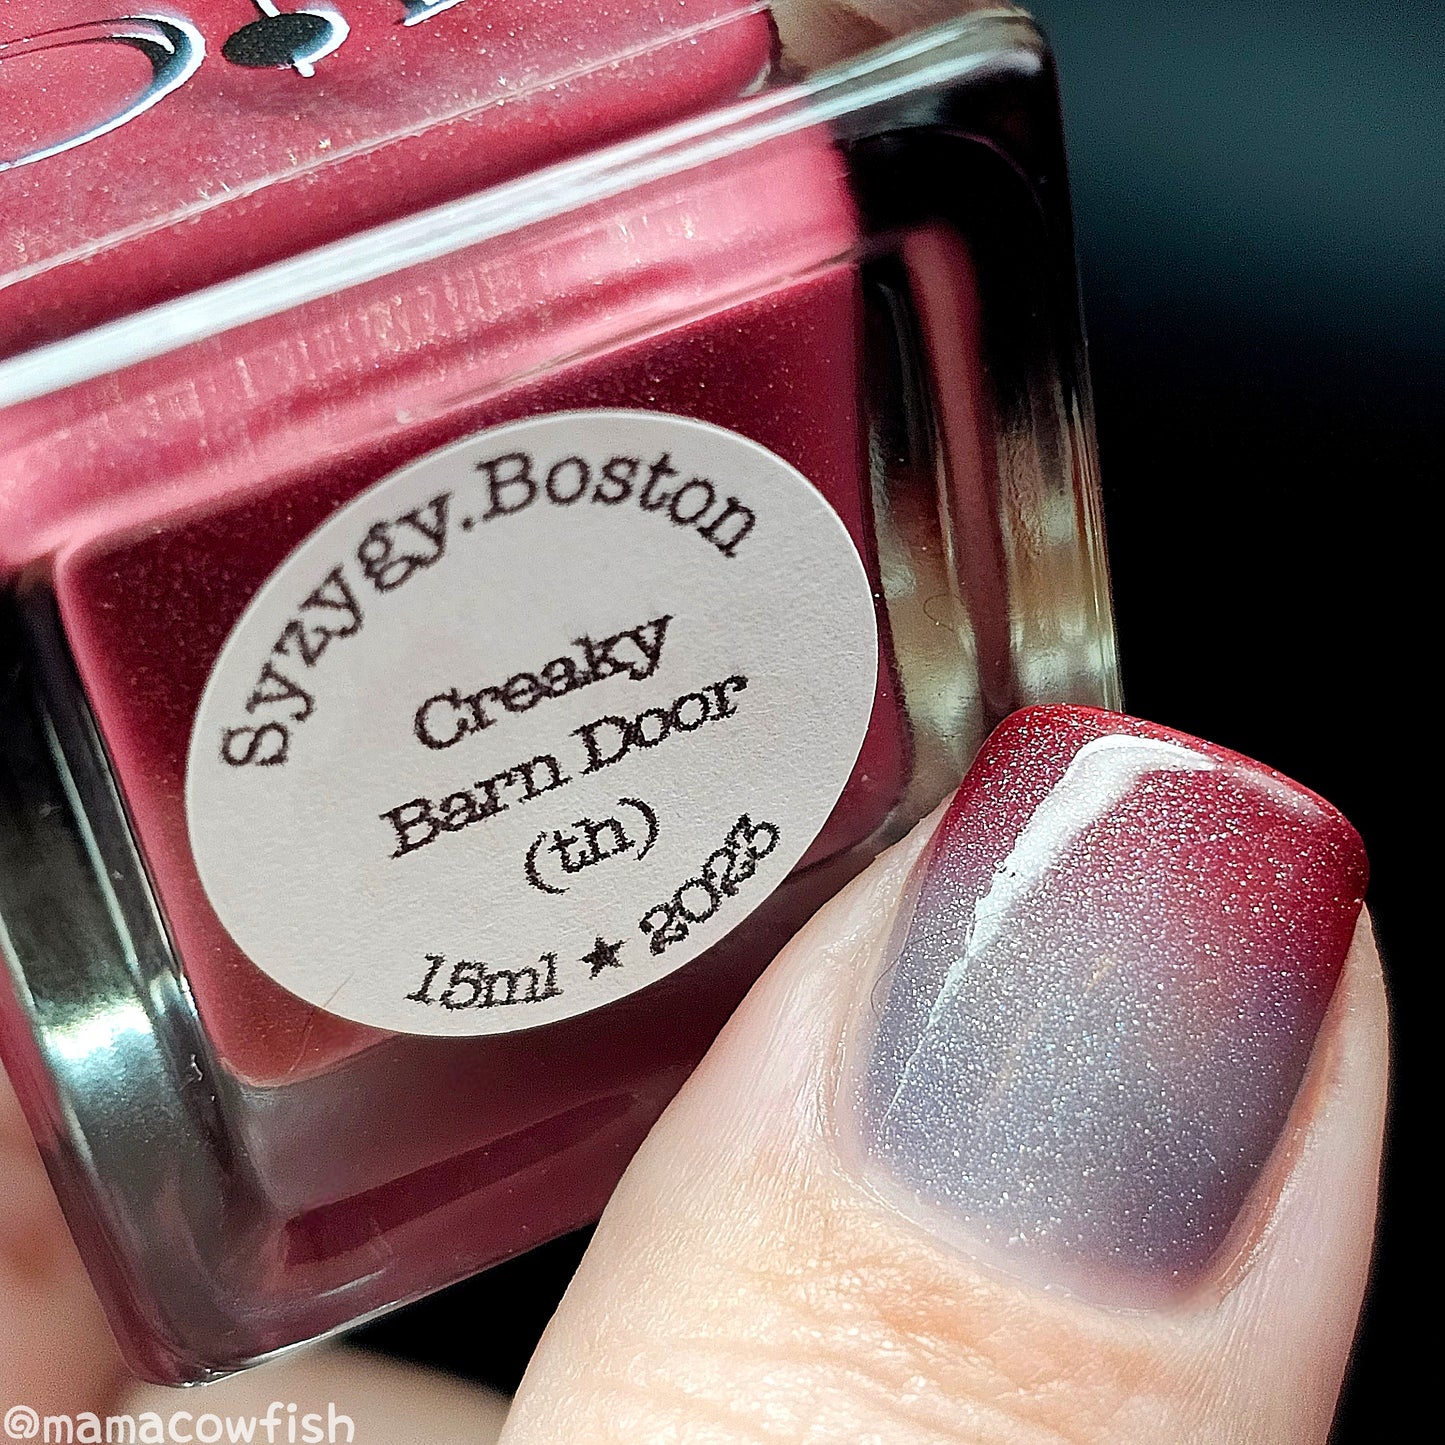 Syzygy.Boston
Creaky
Barn Door
(th)
15ml ★ 2023
@mamacowfish